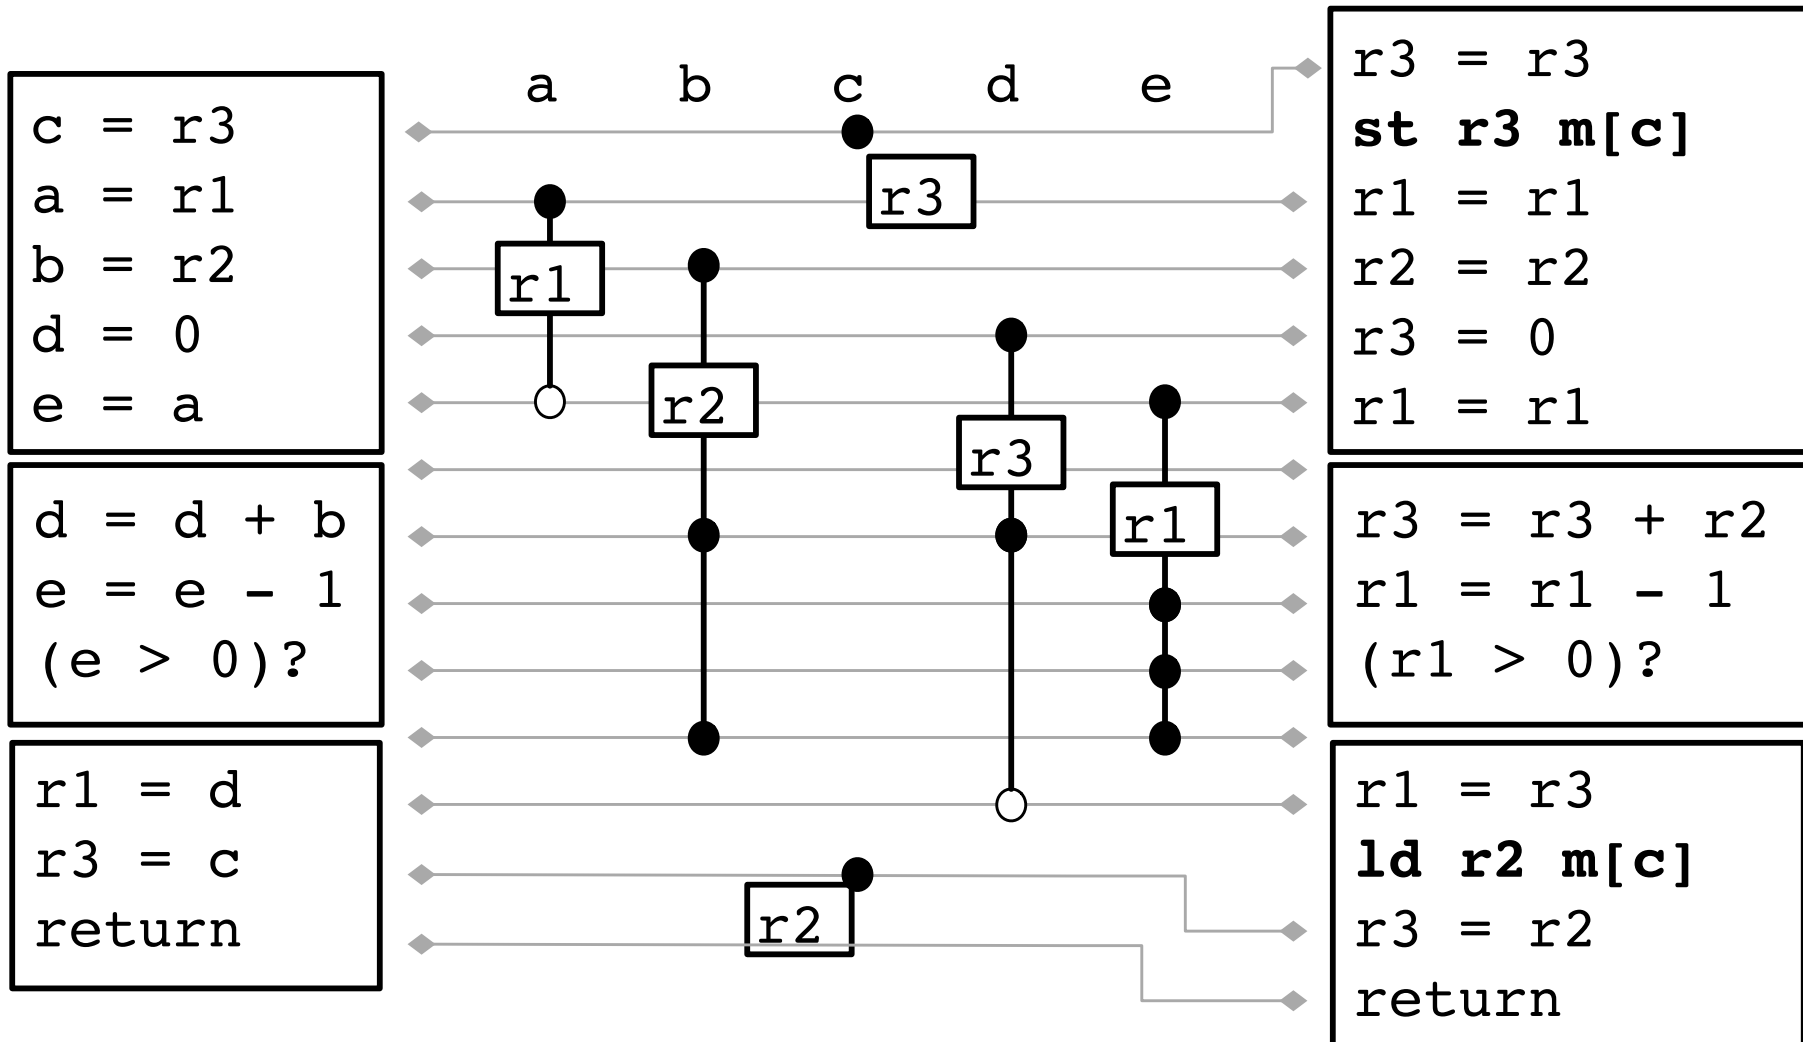 c = r3
a = r1
b = r2
d = 0
e = a
d = d + b
e = e - 1
(e > 0)?
r1 = d
r3 = c
return
a b c d e
r3
r1
r2
r3
r1
r2
r3 = r3
st r3 m[c]
r1 = r1
r2 = r2
r3 = 0
r1 = r1
r3 = r3 + r2
r1 = r1 - 1
(r1 > 0)?
r1 = r3
ld r2 m[c]
r3 = r2
return